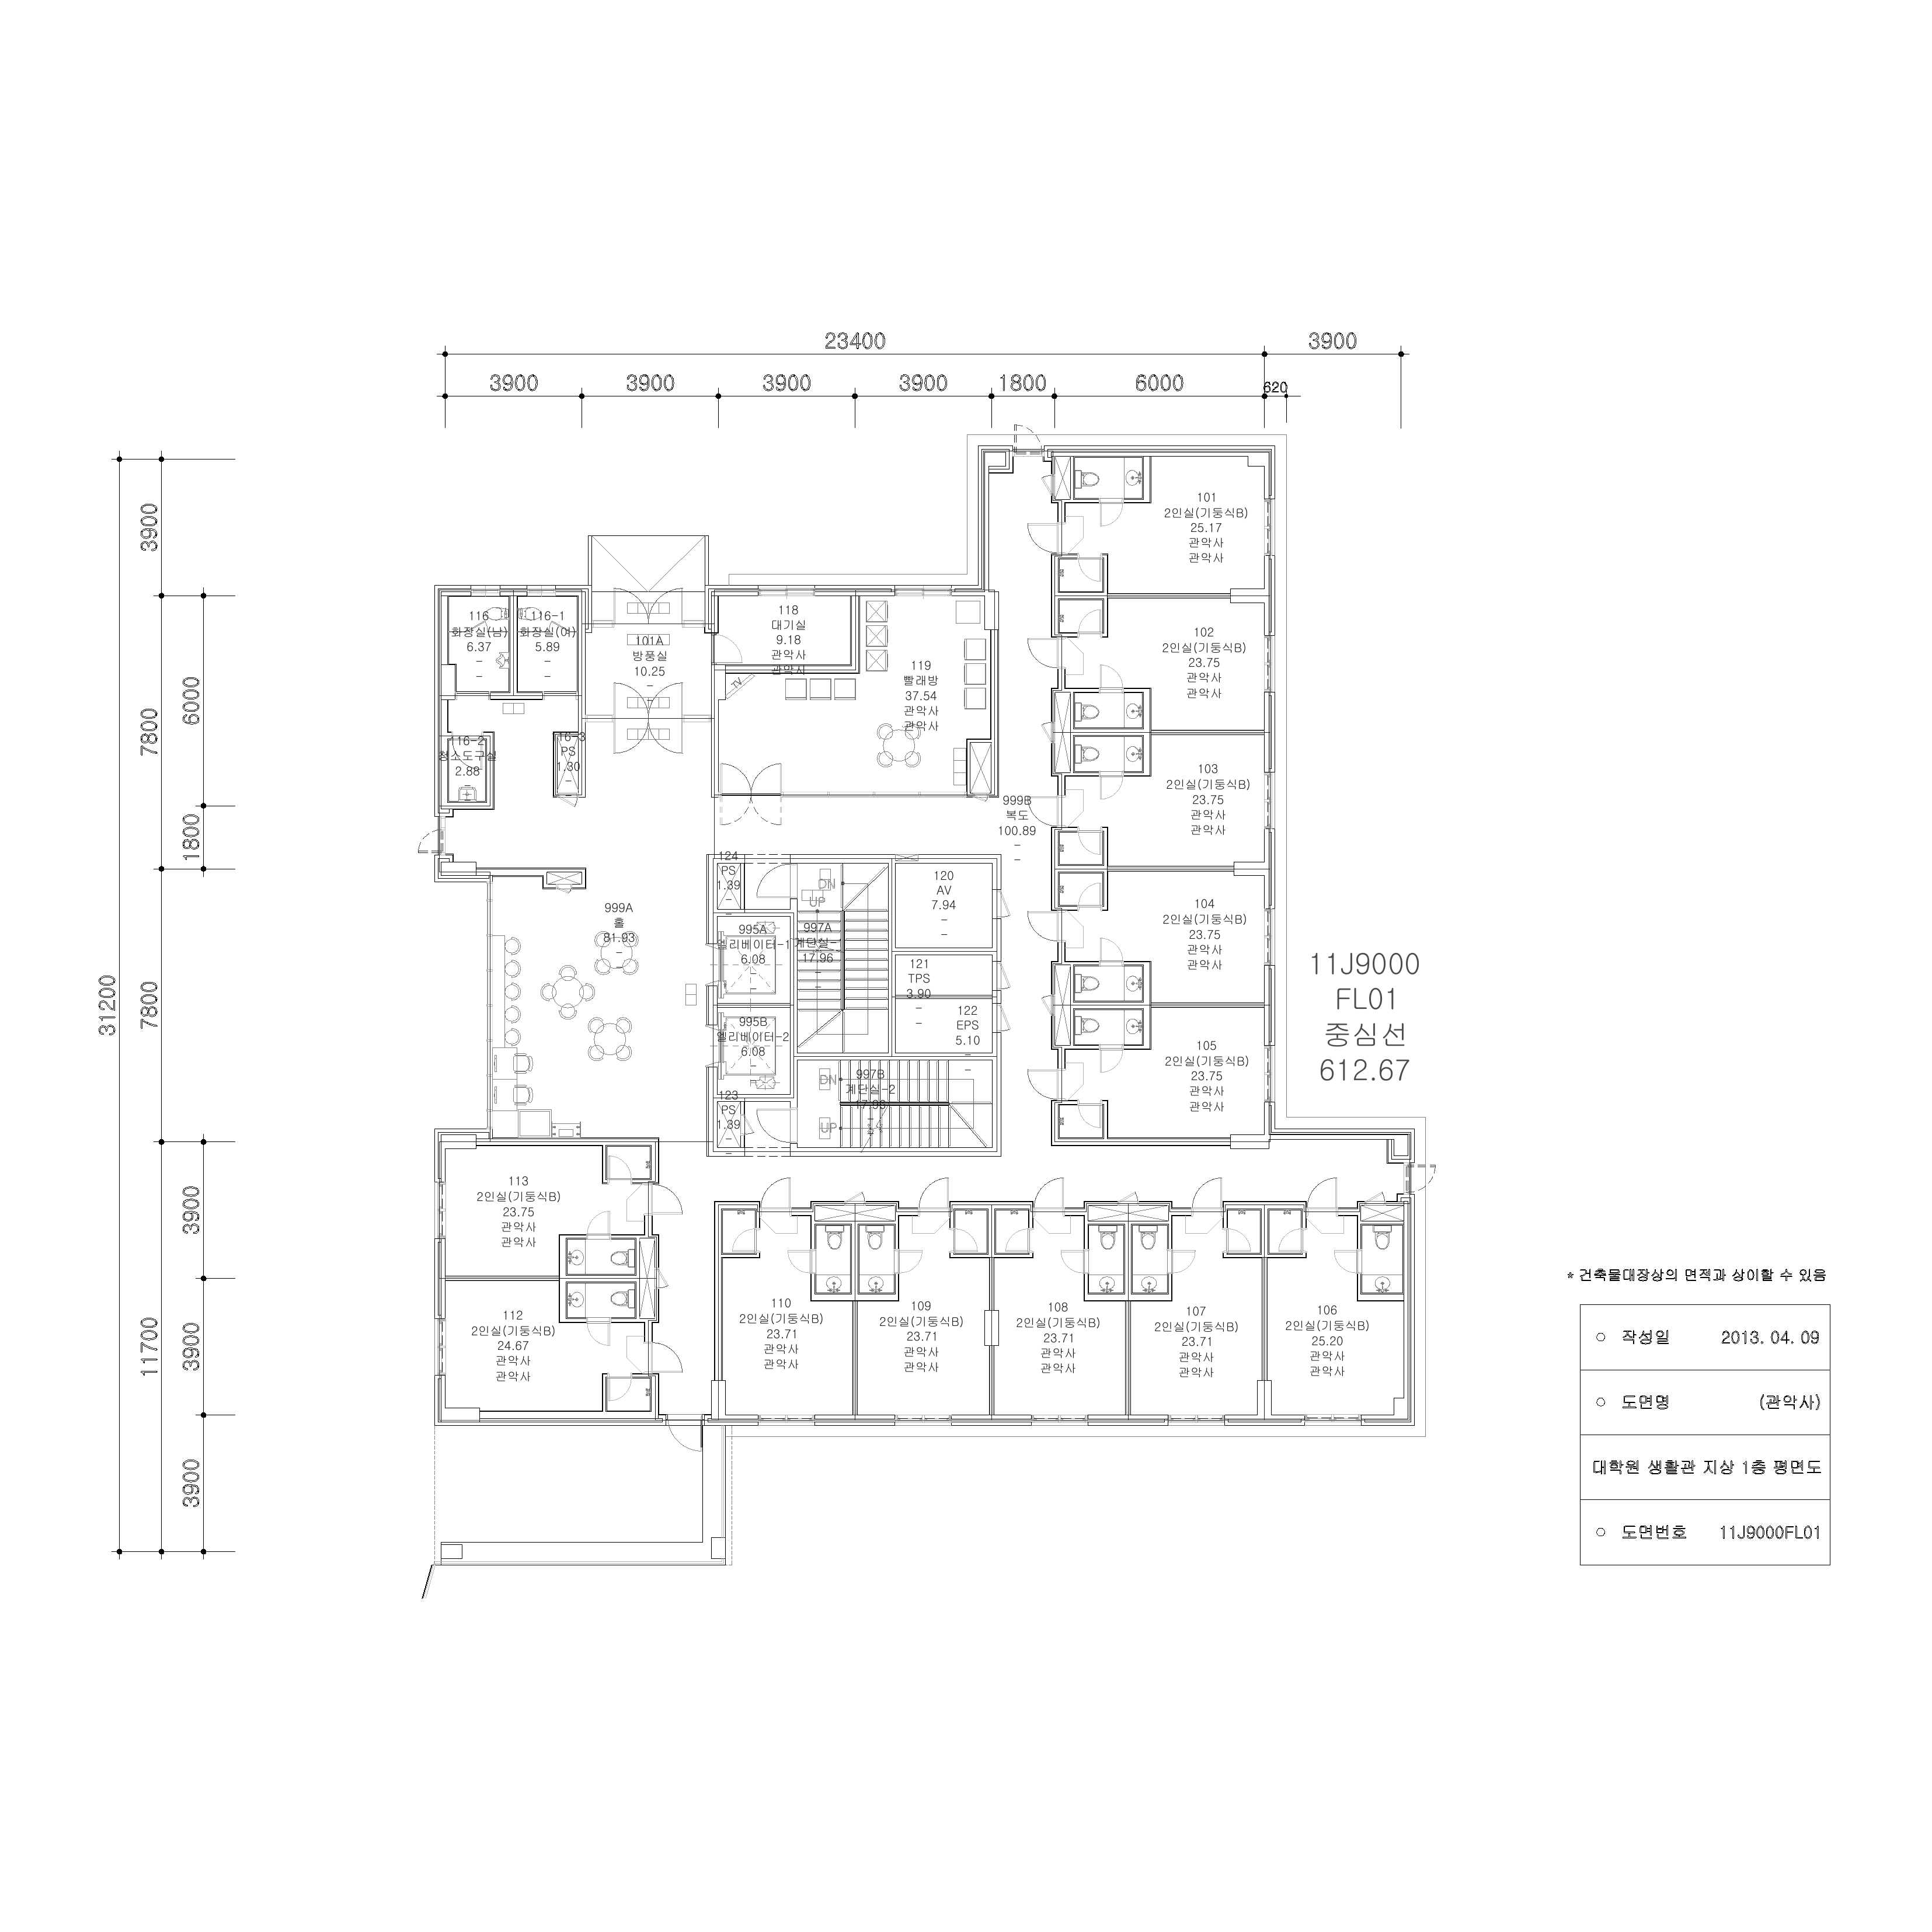 23400
3900
3900
3900
3900
3900
1800
6000
620
31200
3900
7800
7800
11700
6000
1800
3900
3900
3900
101
2인실(기둥식B)
25.17
관악사
관악사
102
2인실(기둥식B)
23.75
관악사
관악사
103
2인실(기둥식B)
23.75
관악사
관악사
104
2인실(기둥식B)
23.75
관악사
관악사
105
2인실(기둥식B)
23.75
관악사
관악사
116
화장실(남)
6.37
116-1
화장실(여)
5.89
101A
방풍실
10.25
118
대기실
9.18
관악사
관악사
TV
119
빨래방
37.54
관악사
관악사
116-2
청소도구실
2.88
PS
1.30
999B
복도
100.89
124
PS
1.39
DN
UP
120
AV
7.94
999A
홀
81.93
995A
엘리베이터-1
6.08
997A
계단실-1
17.96
121
TPS
3.90
122
EPS
5.10
995B
엘리베이터-2
6.08
997B
계단실-2
DN
UP
123
PS
1.39
11J9000
FL01
중심선
612.67
113
2인실(기둥식B)
23.75
관악사
관악사
112
2인실(기둥식B)
24.67
관악사
관악사
110
2인실(기둥식B)
23.71
관악사
관악사
109
2인실(기둥식B)
23.71
관악사
관악사
108
2인실(기둥식B)
23.71
관악사
관악사
107
2인실(기둥식B)
23.71
관악사
관악사
106
2인실(기둥식B)
25.20
관악사
관악사
* 건축물대장상의 면적과 상이할 수 있음
○ 작성일 2013. 04. 09
○ 도면명 (관악사)
대학원 생활관 지상 1층 평면도
○ 도면번호 11J9000FL01